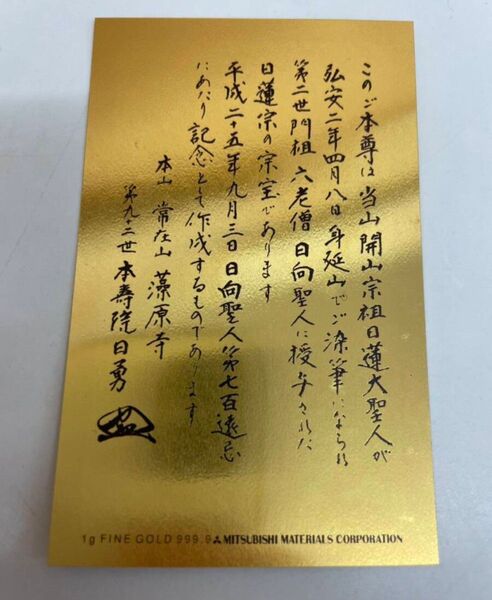 このご本尊は当山開山宗祖日蓮大聖人が
弘安二年四月八日身延山でご染筆になられ
第二世門祖六老僧日向聖人に授与された
日蓮宗の宗宝であります
平成二十五年九月三日日向聖人第七百遠忌
にあたり記念として作成するものであります
本山 常在山 藻原寺
第九十二世 本寿院日勇
1g FINE GOLD 999.9 MITSUBISHI MATERIALS CORPORATION